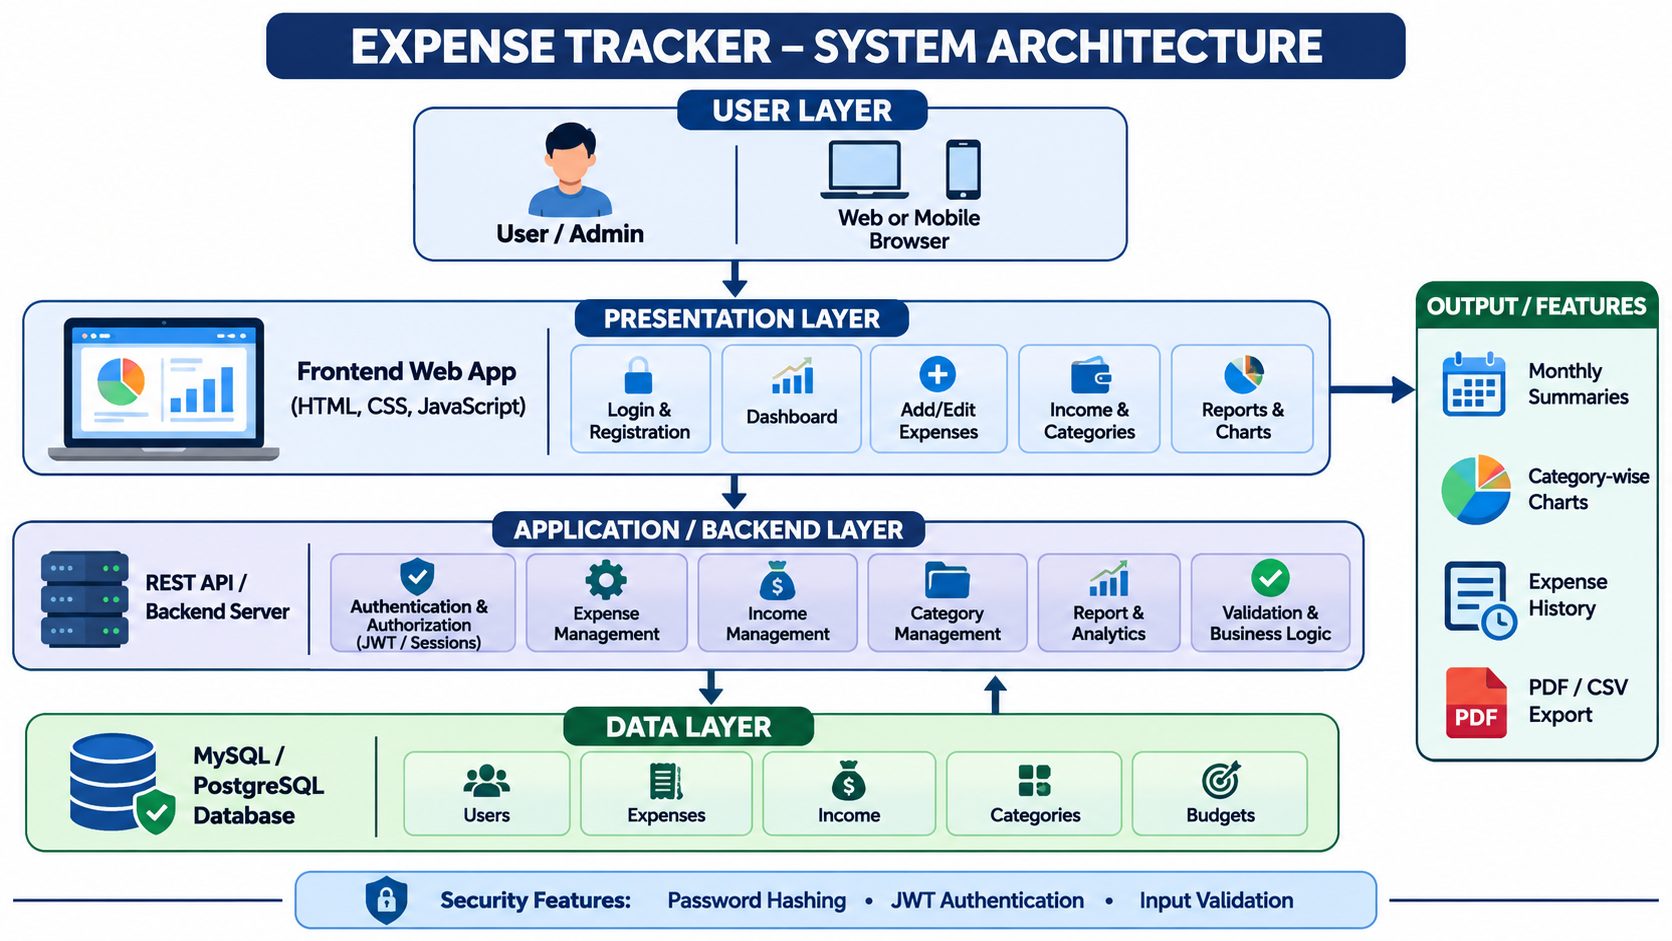 EXPENSE TRACKER – SYSTEM ARCHITECTURE
USER LAYER
User / Admin
Web or Mobile
Browser
PRESENTATION LAYER
Frontend Web App
(HTML, CSS, JavaScript)
Login &
Registration
Dashboard
Add/Edit
Expenses
Income &
Categories
Reports &
Charts
OUTPUT / FEATURES
Monthly
Summaries
Category-wise
Charts
Expense
History
PDF
PDF / CSV
Export
APPLICATION / BACKEND LAYER
REST API /
Backend Server
Authentication &
Authorization
(JWT / Sessions)
Expense
Management
$
Income
Management
Category
Management
Report &
Analytics
Validation &
Business Logic
DATA LAYER
MySQL /
PostgreSQL
Database
Users
Expenses
$
Income
Categories
Budgets
Security Features: Password Hashing • JWT Authentication • Input Validation